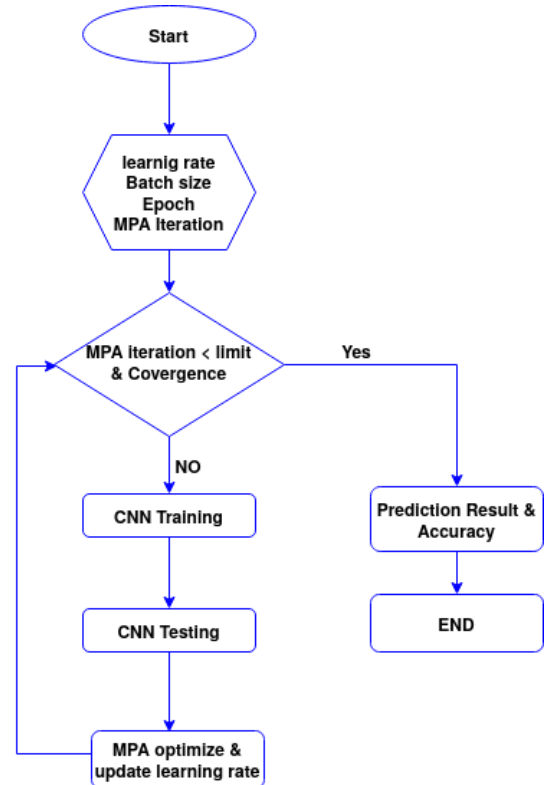 Start
learnig rate
Batch size
Epoch
MPA Iteration
MPA iteration < limit
& Covergence
Yes
NO
CNN Training
Prediction Result &
Accuracy
CNN Testing
END
MPA optimize &
update learning rate